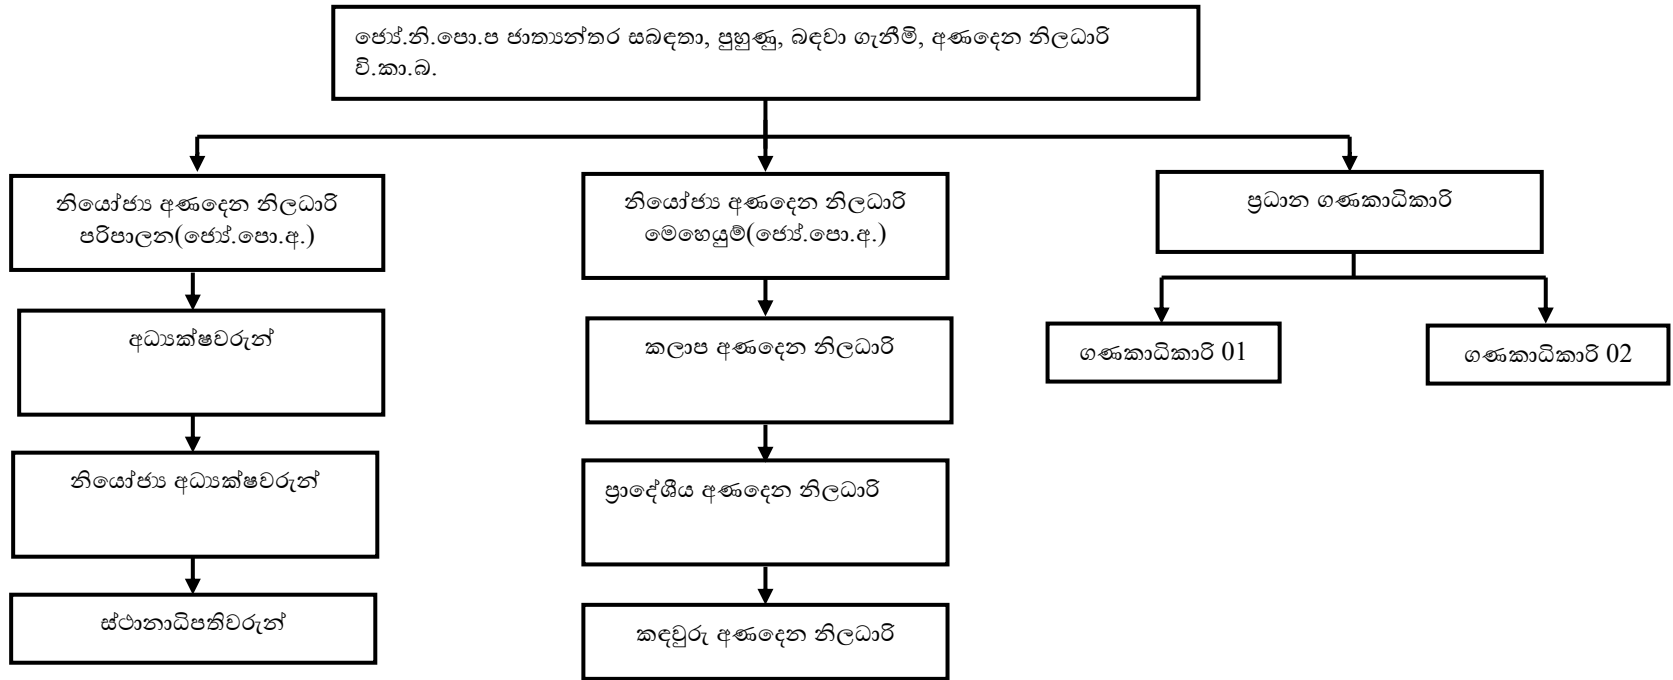 ජ්‍යේ.නි.පො.ප ජාත්‍යන්තර සබඳතා, පුහුණු, බඳවා ගැනීම්, අණදෙන නිලධාරි
වි.කා.බ.
නියෝජ්‍ය අණදෙන නිලධාරි
පරිපාලන(ජ්‍යේ.පො.අ.)
නියෝජ්‍ය අණදෙන නිලධාරි
මෙහෙයුම්(ජ්‍යේ.පො.අ.)
ප්‍රධාන ගණකාධිකාරි
අධ්‍යක්ෂවරුන්
කලාප අණදෙන නිලධාරි
ගණකාධිකාරි 01
ගණකාධිකාරි 02
නියෝජ්‍ය අධ්‍යක්ෂවරුන්
ප්‍රාදේශීය අණදෙන නිලධාරි
ස්ථානාධිපතිවරුන්
කඳවුරු අණදෙන නිලධාරි